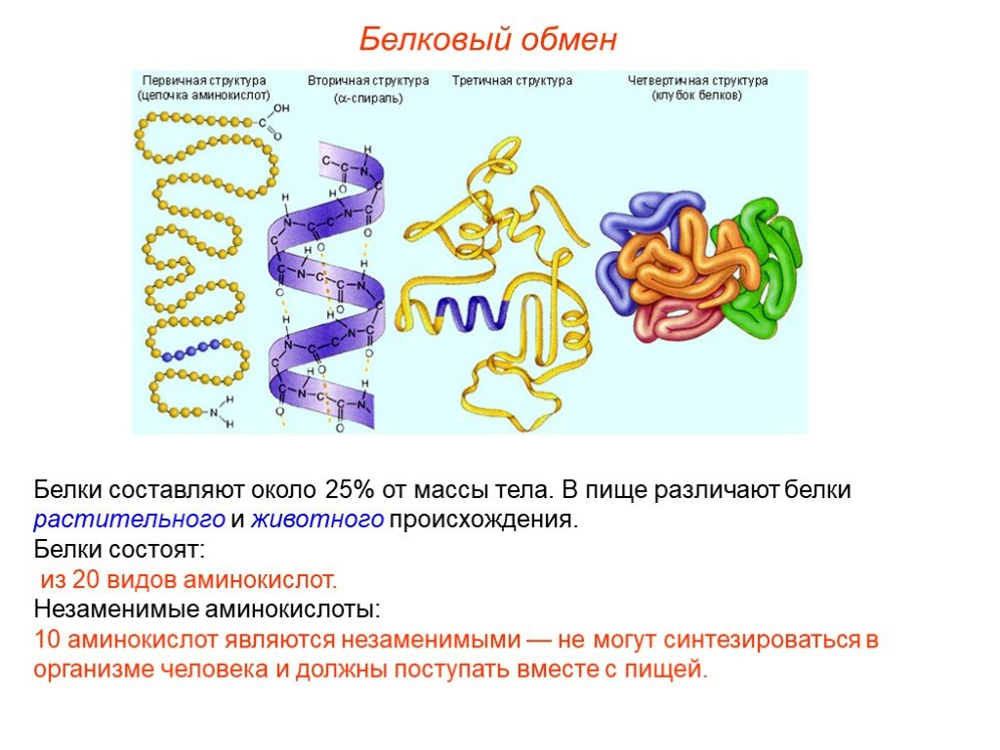 Белковый обмен
Первичная структура
(цепочка аминокислот)
Вторичная структура
(α-спираль)
Третичная структура
Четвертичная структура
(клубок белков)
Белки составляют около 25% от массы тела. В пище различают белки
растительного и животного происхождения.
Белки состоят:
из 20 видов аминокислот.
Незаменимые аминокислоты:
10 аминокислот являются незаменимыми — не могут синтезироваться в
организме человека и должны поступать вместе с пищей.